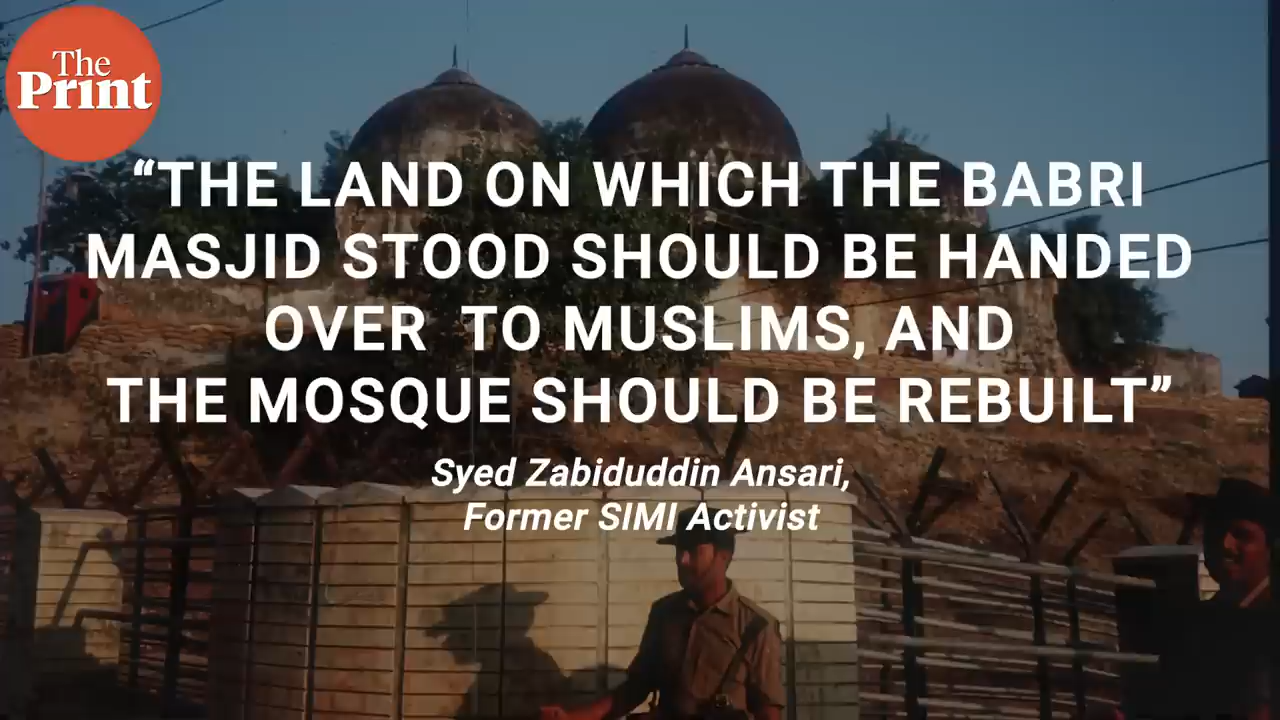 The
Print
“THE LAND ON WHICH THE BABRI
MASJID STOOD SHOULD BE HANDED
OVER TO MUSLIMS, AND
THE MOSQUE SHOULD BE REBUILT”
Syed Zabiduddin Ansari,
Former SIMI Activist